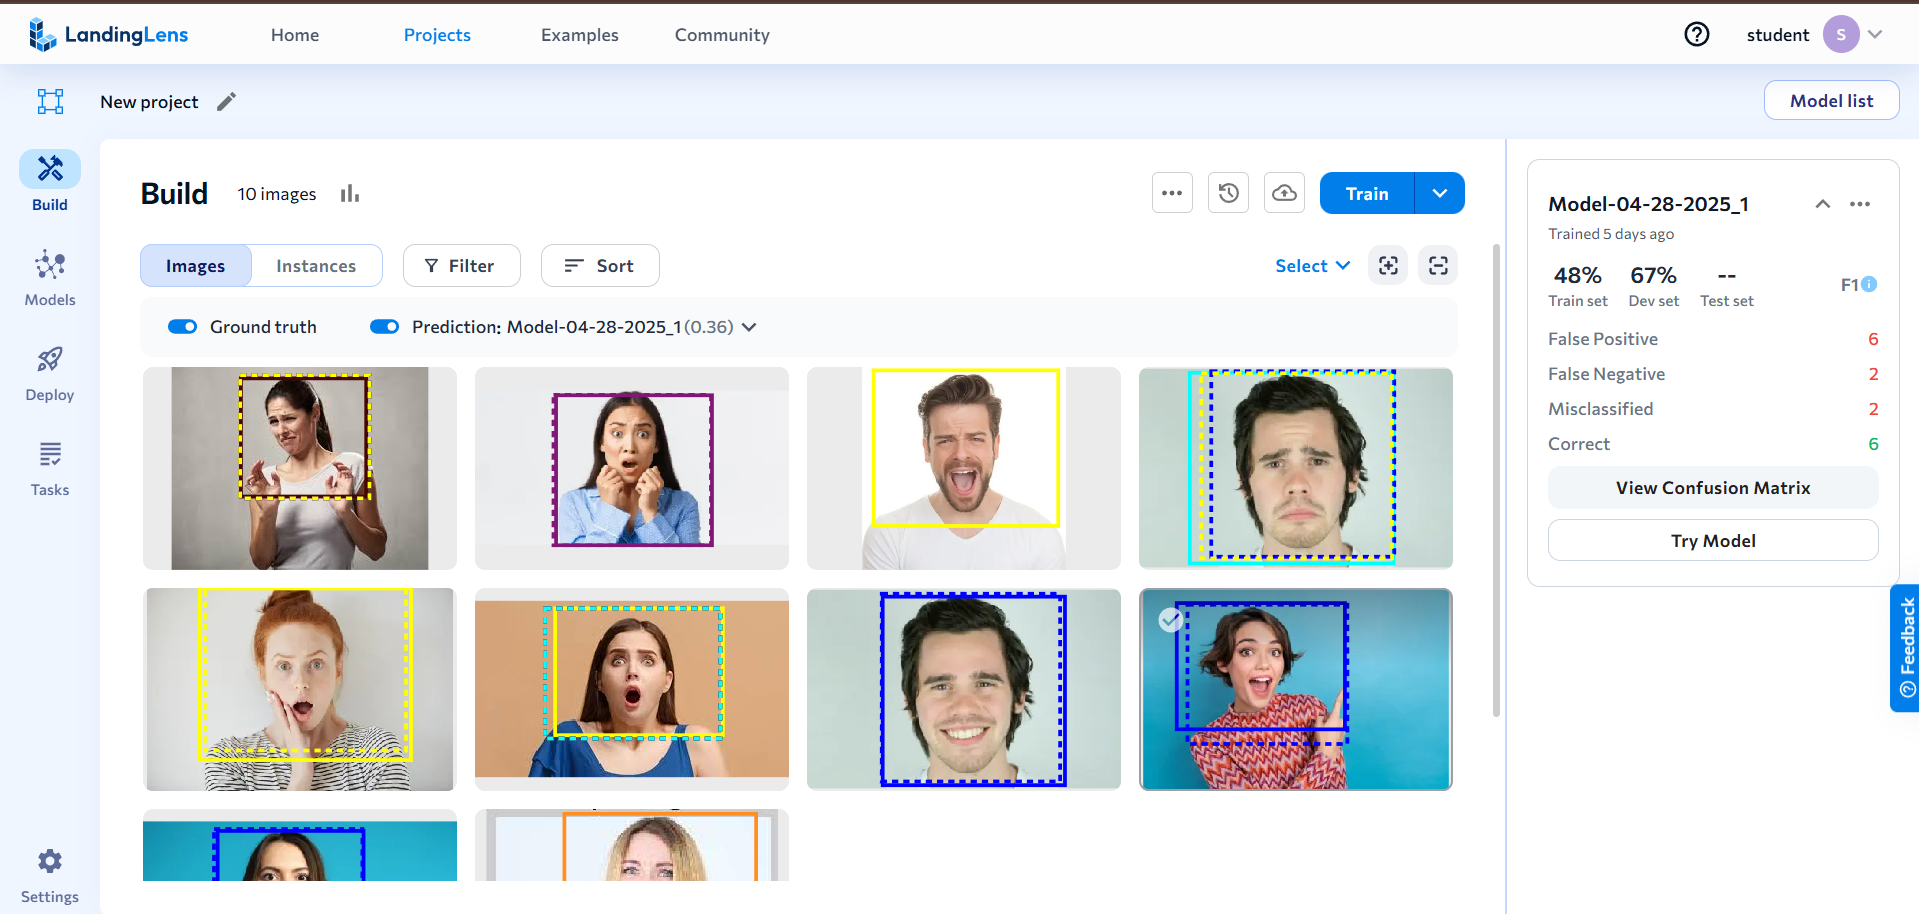 LandingLens
Home
Projects
Examples
Community
student
S
New project
Model list
Build
Models
Deploy
Tasks
Settings
Build
10 images
Train
Images
Instances
Filter
Sort
Select
Ground truth
Prediction: Model-04-28-2025_1 (0.36)
Model-04-28-2025_1
Trained 5 days ago
48%
67%
--
Train set
Dev set
Test set
F1
False Positive
6
False Negative
2
Misclassified
2
Correct
6
View Confusion Matrix
Try Model
Feedback